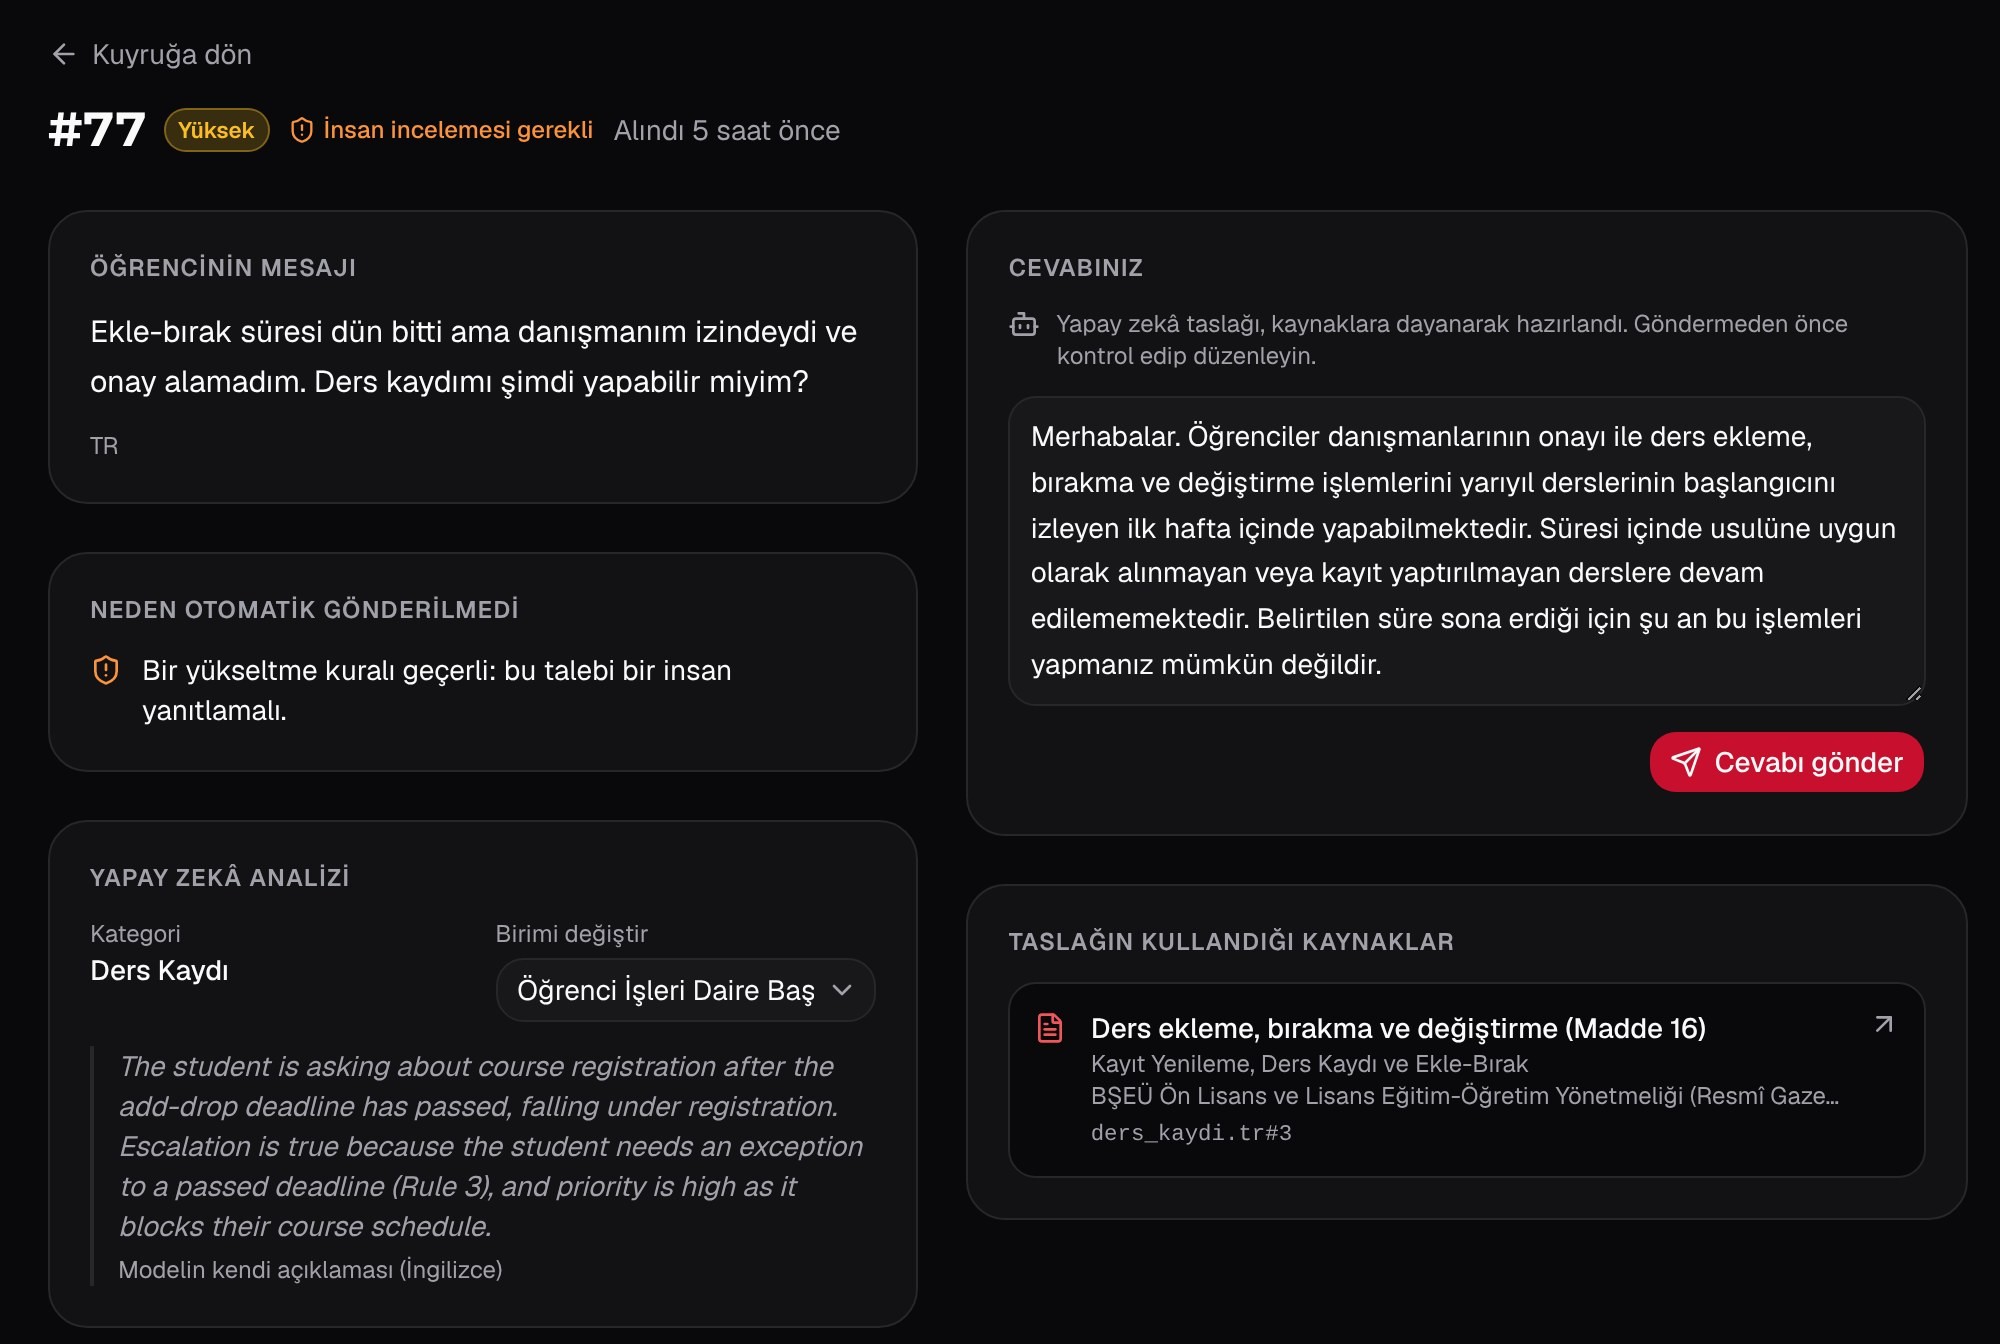 Kuyruğa dön
#77 Yüksek İnsan incelemesi gerekli Alındı 5 saat önce
ÖĞRENCİNİN MESAJI
Ekle-bırak süresi dün bitti ama danışmanım izindeydi ve
onay alamadım. Ders kaydımı şimdi yapabilir miyim?
TR
NEDEN OTOMATİK GÖNDERİLMEDİ
Bir yükseltme kuralı geçerli: bu talebi bir insan
yanıtlamalı.
YAPAY ZEKÂ ANALİZİ
Kategori
Ders Kaydı
Birimi değiştir
Öğrenci İşleri Daire Baş
The student is asking about course registration after the
add-drop deadline has passed, falling under registration.
Escalation is true because the student needs an exception
to a passed deadline (Rule 3), and priority is high as it
blocks their course schedule.
Modelin kendi açıklaması (İngilizce)
CEVABINIZ
Yapay zekâ taslağı, kaynaklara dayanarak hazırlandı. Göndermeden önce
kontrol edip düzenleyin.
Merhabalar. Öğrenciler danışmanlarının onayı ile ders ekleme,
bırakma ve değiştirme işlemlerini yarıyıl derslerinin başlangıcını
izleyen ilk hafta içinde yapabilmektedir. Süresi içinde usulüne uygun
olarak alınmayan veya kayıt yaptırılmayan derslere devam
edilememektedir. Belirtilen süre sona erdiği için şu an bu işlemleri
yapmanız mümkün değildir.
Cevabı gönder
TASLAĞIN KULLANDIĞI KAYNAKLAR
Ders ekleme, bırakma ve değiştirme (Madde 16)
Kayıt Yenileme, Ders Kaydı ve Ekle-Bırak
BŞEÜ Ön Lisans ve Lisans Eğitim-Öğretim Yönetmeliği (Resmî Gaze…
ders_kaydi.tr#3